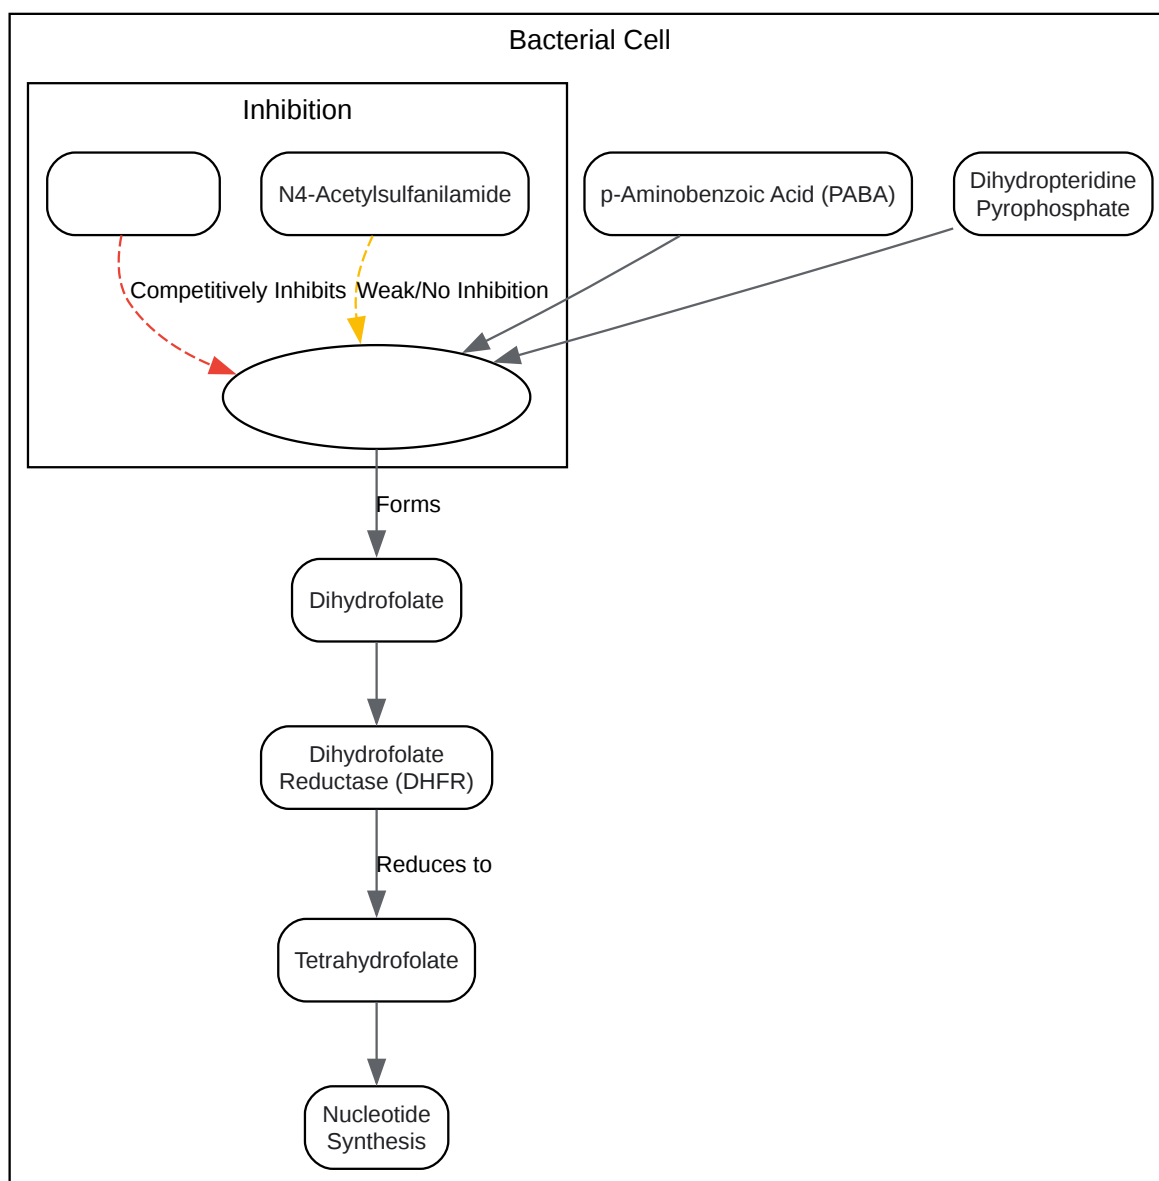 Bacterial Cell
Inhibition
N4-Acetylsulfanilamide
p-Aminobenzoic Acid (PABA)
Dihydropteridine
Pyrophosphate
Competitively Inhibits
Weak/No Inhibition
Forms
Dihydrofolate
Dihydrofolate
Reductase (DHFR)
Reduces to
Tetrahydrofolate
Nucleotide
Synthesis